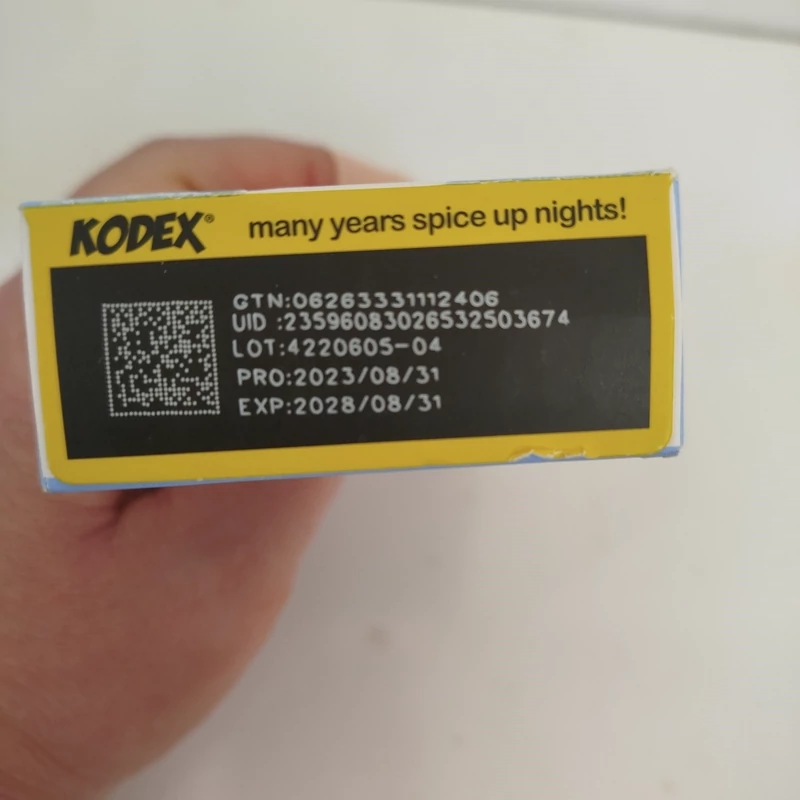 KODEX® many years spice up nights!
GTN:06263331112406
UID :23596083026532503674
LOT:4220605-04
PRO:2023/08/31
EXP:2028/08/31